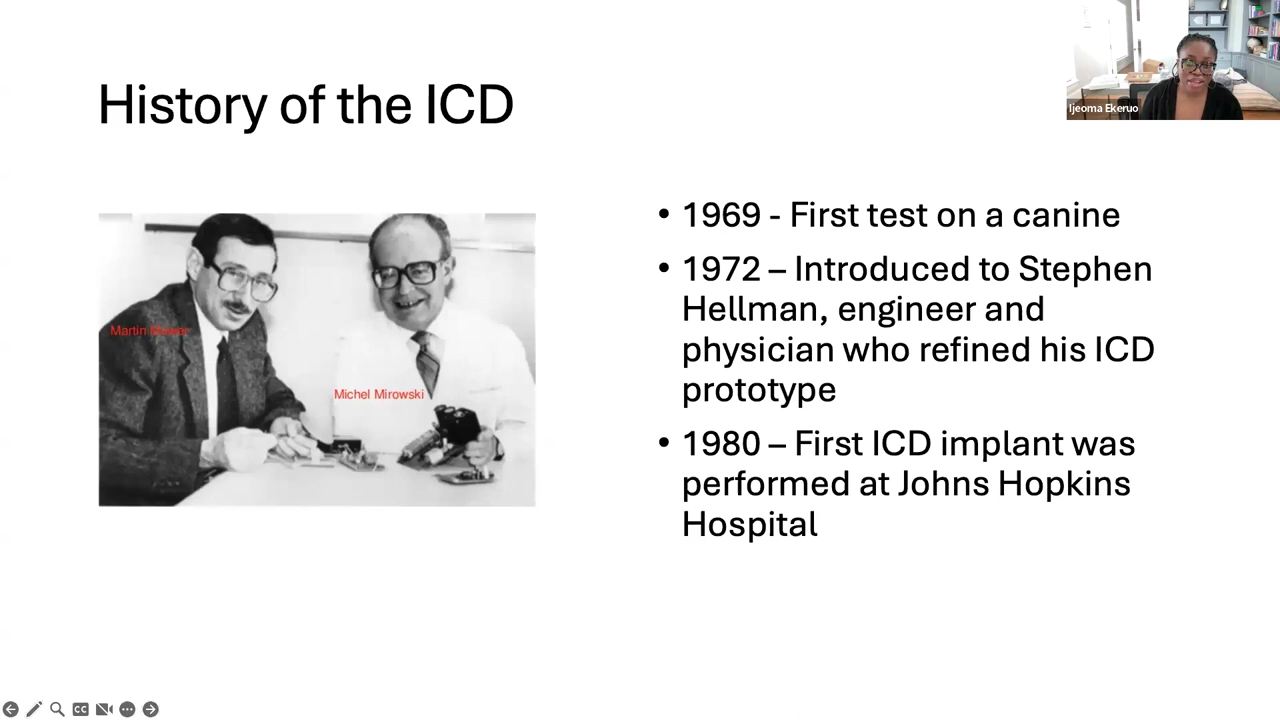 History of the ICD
Ijeoma Ekeruo
Martin Mower
Michel Mirowski
• 1969 - First test on a canine
• 1972 – Introduced to Stephen
Hellman, engineer and
physician who refined his ICD
prototype
• 1980 – First ICD implant was
performed at Johns Hopkins
Hospital
CC